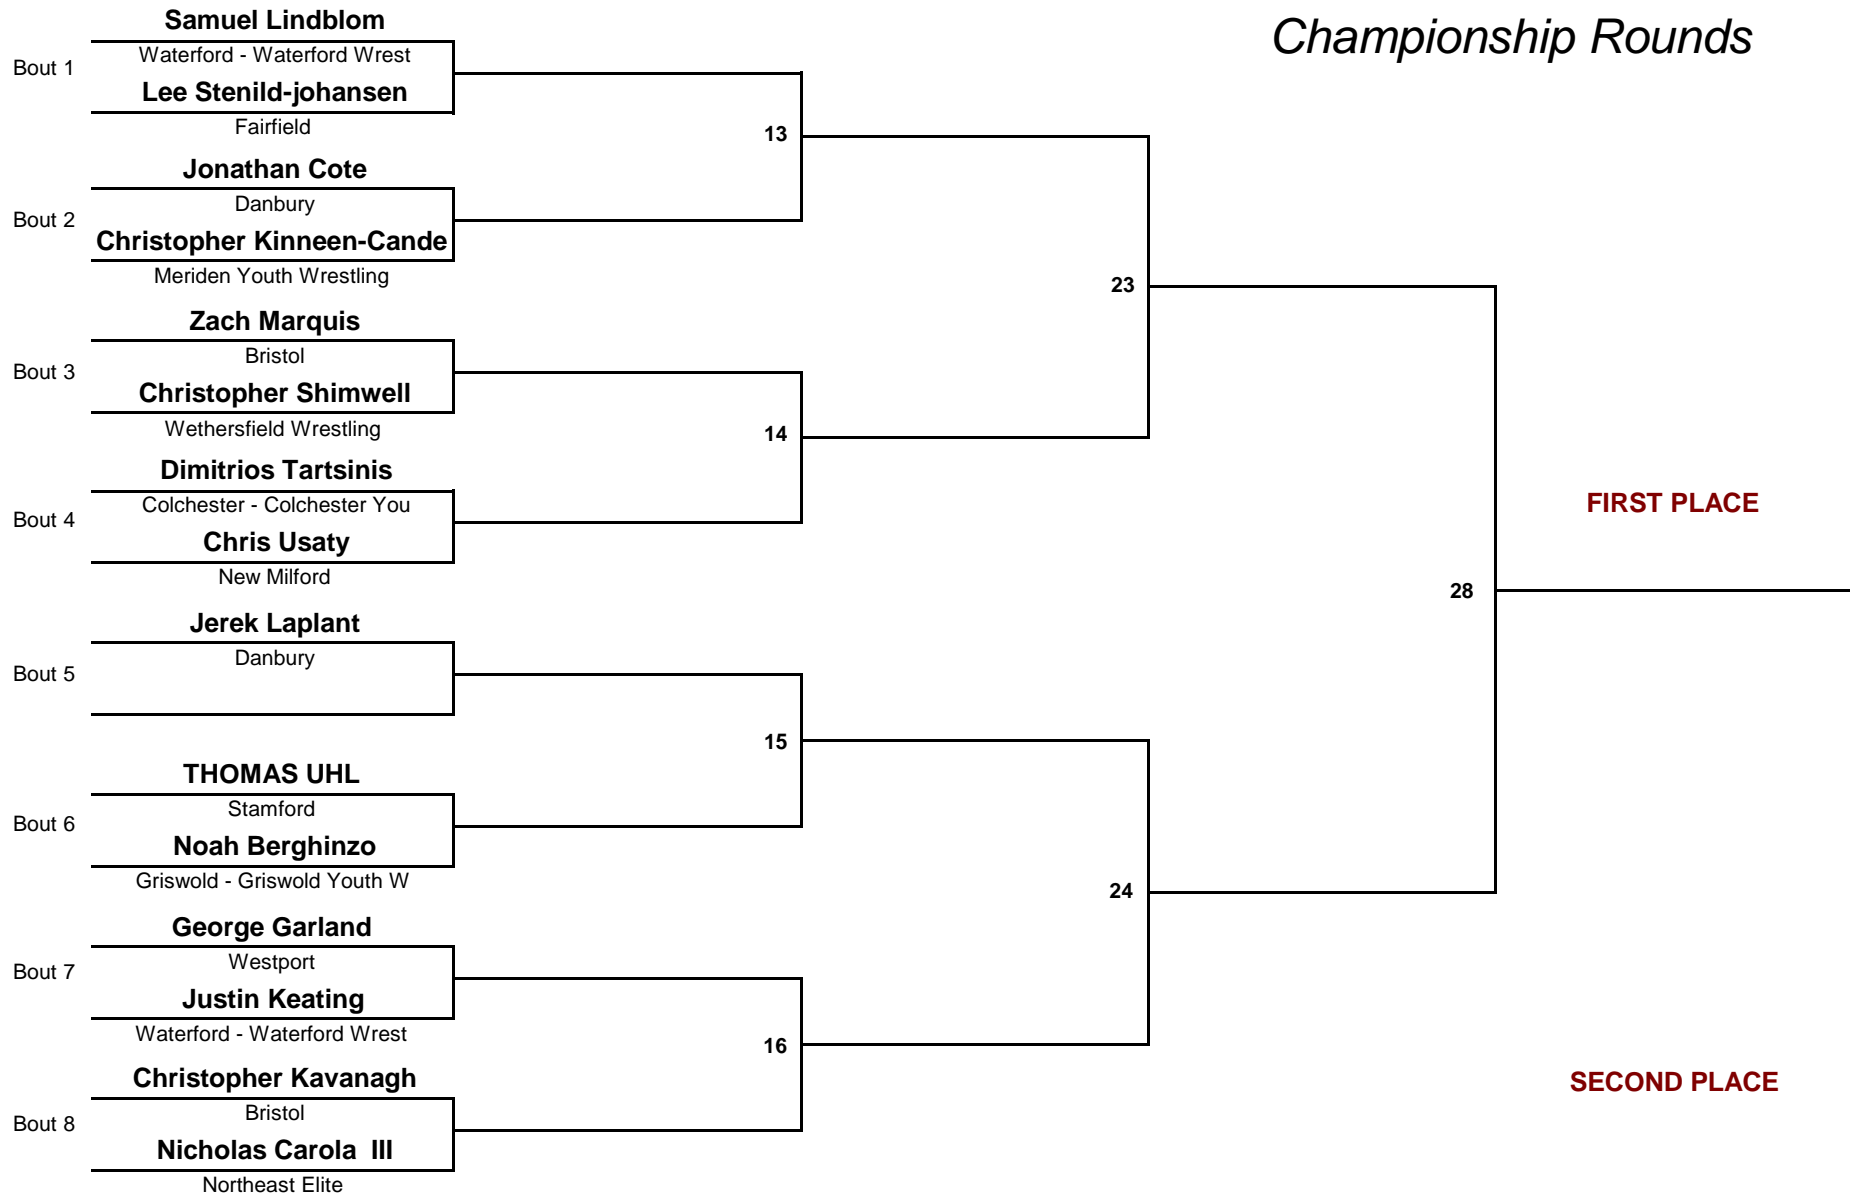 Championship Rounds
Samuel Lindblom
Bout 1
Waterford - Waterford Wrest
Lee Stenild-johansen
Fairfield
13
Jonathan Cote
Bout 2
Danbury
Christopher Kinneen-Cande
Meriden Youth Wrestling
23
Zach Marquis
Bout 3
Bristol
Christopher Shimwell
Wethersfield Wrestling
14
Dimitrios Tartsinis
Bout 4
Colchester - Colchester You
Chris Usaty
New Milford
FIRST PLACE
28
Jerek Laplant
Bout 5
Danbury
15
THOMAS UHL
Bout 6
Stamford
Noah Berghinzo
Griswold - Griswold Youth W
24
George Garland
Bout 7
Westport
Justin Keating
Waterford - Waterford Wrest
16
Christopher Kavanagh
Bout 8
Bristol
Nicholas Carola  III
Northeast Elite
SECOND PLACE